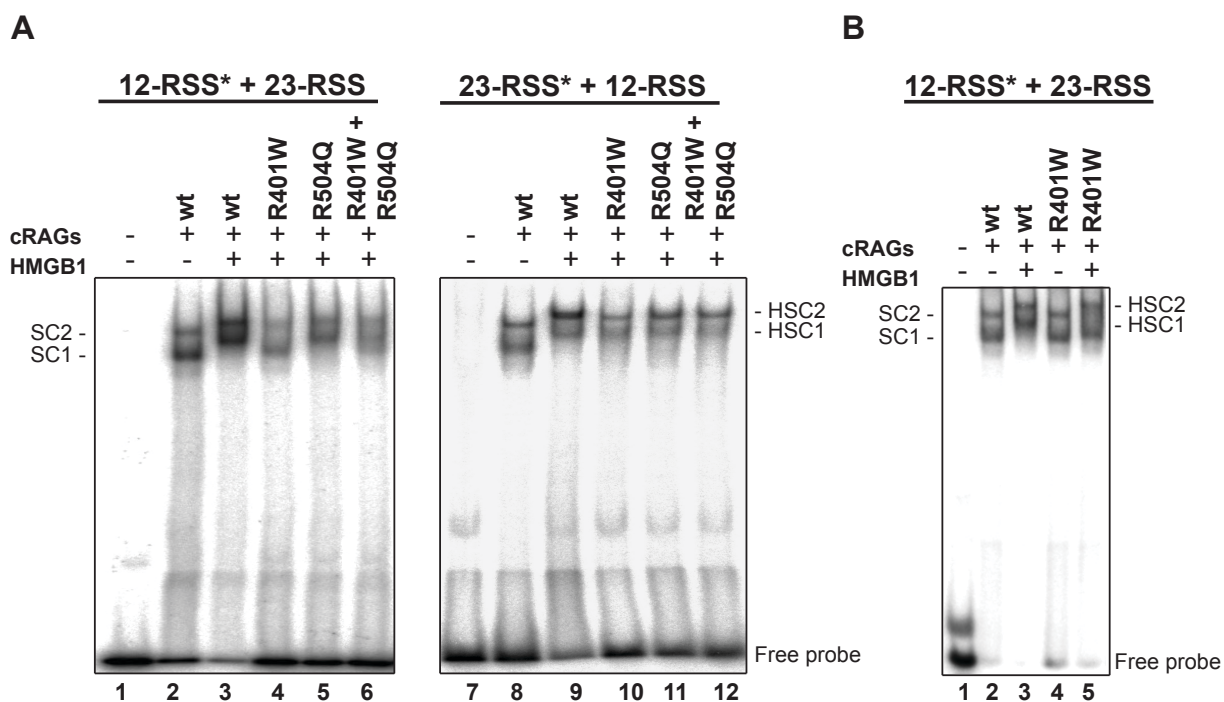 A
B
12-RSS* + 23-RSS
23-RSS* + 12-RSS
12-RSS* + 23-RSS
wt
wt
R401W
R504Q
R401W +
R504Q
wt
wt
R401W
R504Q
R401W +
R504Q
wt
wt
R401W
R401W
cRAGs - + + + + + - + + + + +
HMGB1 - - + + + + - - + + + +
cRAGs - + + + +
HMGB1 - - + - +
SC2 -
SC1 -
- HSC2
- HSC1
SC2 -
SC1 -
- HSC2
- HSC1
Free probe
Free probe
1 2 3 4 5 6
7 8 9 10 11 12
1 2 3 4 5